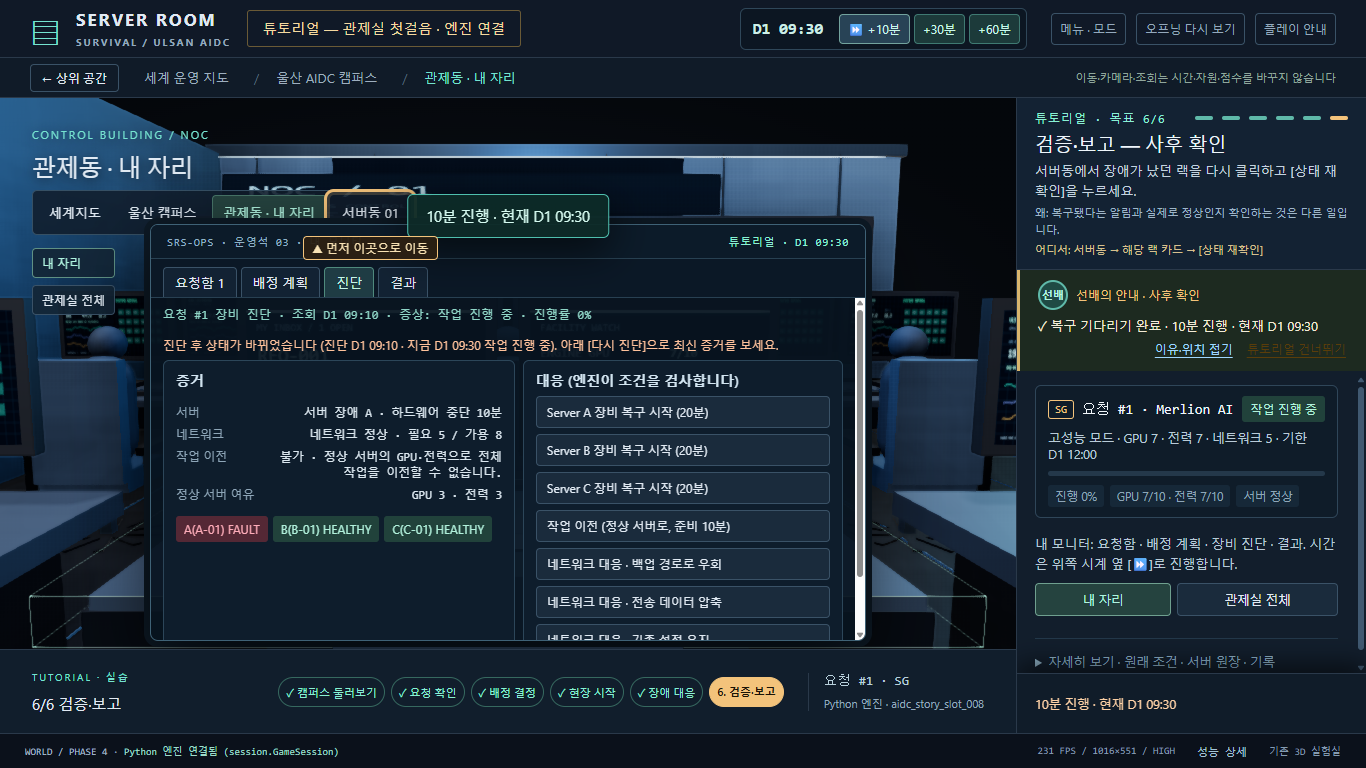 SERVER ROOM
SURVIVAL / ULSAN AIDC
튜토리얼 — 관제실 첫걸음 · 엔진 연결
D1 09:30
⏩ +10분
+30분
+60분
메뉴 · 모드
오프닝 다시 보기
플레이 안내
← 상위 공간
세계 운영 지도 / 울산 AIDC 캠퍼스 / 관제동 · 내 자리
이동·카메라·조회는 시간·자원·점수를 바꾸지 않습니다
CONTROL BUILDING / NOC
관제동 · 내 자리
세계지도
울산 캠퍼스
관제동 · 내 자리
서버동 01
10분 진행 · 현재 D1 09:30
내 자리
관제실 전체
SRS-OPS · 운영석 03 ·
▲ 먼저 이곳으로 이동
튜토리얼 · D1 09:30
요청함 1
배정 계획
진단
결과
요청 #1 장비 진단 · 조회 D1 09:10 · 증상: 작업 진행 중 · 진행률 0%
진단 후 상태가 바뀌었습니다 (진단 D1 09:10 · 지금 D1 09:30 작업 진행 중). 아래 [다시 진단]으로 최신 증거를 보세요.
증거
서버 서버 장애 A · 하드웨어 중단 10분
네트워크 네트워크 정상 · 필요 5 / 가용 8
작업 이전 불가 · 정상 서버의 GPU·전력으로 전체
작업을 이전할 수 없습니다.
정상 서버 여유 GPU 3 · 전력 3
A(A-01) FAULT
B(B-01) HEALTHY
C(C-01) HEALTHY
대응 (엔진이 조건을 검사합니다)
Server A 장비 복구 시작 (20분)
Server B 장비 복구 시작 (20분)
Server C 장비 복구 시작 (20분)
작업 이전 (정상 서버로, 준비 10분)
네트워크 대응 · 백업 경로로 우회
네트워크 대응 · 전송 데이터 압축
네트워크 대응 · 기존 설정 유지
튜토리얼 · 목표 6/6
검증·보고 — 사후 확인
서버동에서 장애가 났던 랙을 다시 클릭하고 [상태 재
확인]을 누르세요.
왜: 복구됐다는 알림과 실제로 정상인지 확인하는 것은 다른 일입
니다.
어디서: 서버동 → 해당 랙 카드 → [상태 재확인]
선배
선배의 안내 · 사후 확인
✓ 복구 기다리기 완료 · 10분 진행 · 현재 D1 09:30
이유·위치 접기
튜토리얼 건너뛰기
SG 요청 #1 · Merlion AI 작업 진행 중
고성능 모드 · GPU 7 · 전력 7 · 네트워크 5 · 기한
D1 12:00
진행 0%
GPU 7/10 · 전력 7/10
서버 정상
내 모니터: 요청함 · 배정 계획 · 장비 진단 · 결과. 시간
은 위쪽 시계 옆 [⏩]로 진행합니다.
내 자리
관제실 전체
▶ 자세히 보기 · 원래 조건 · 서버 원장 · 기록
10분 진행 · 현재 D1 09:30
TUTORIAL · 실습
6/6 검증·보고
✓ 캠퍼스 둘러보기
✓ 요청 확인
✓ 배정 결정
✓ 현장 시작
✓ 장애 대응
6. 검증·보고
요청 #1 · SG
Python 엔진 · aidc_story_slot_008
WORLD / PHASE 4 · Python 엔진 연결됨 (session.GameSession)
231 FPS / 1016×551 / HIGH
성능 상세
기존 3D 실험실